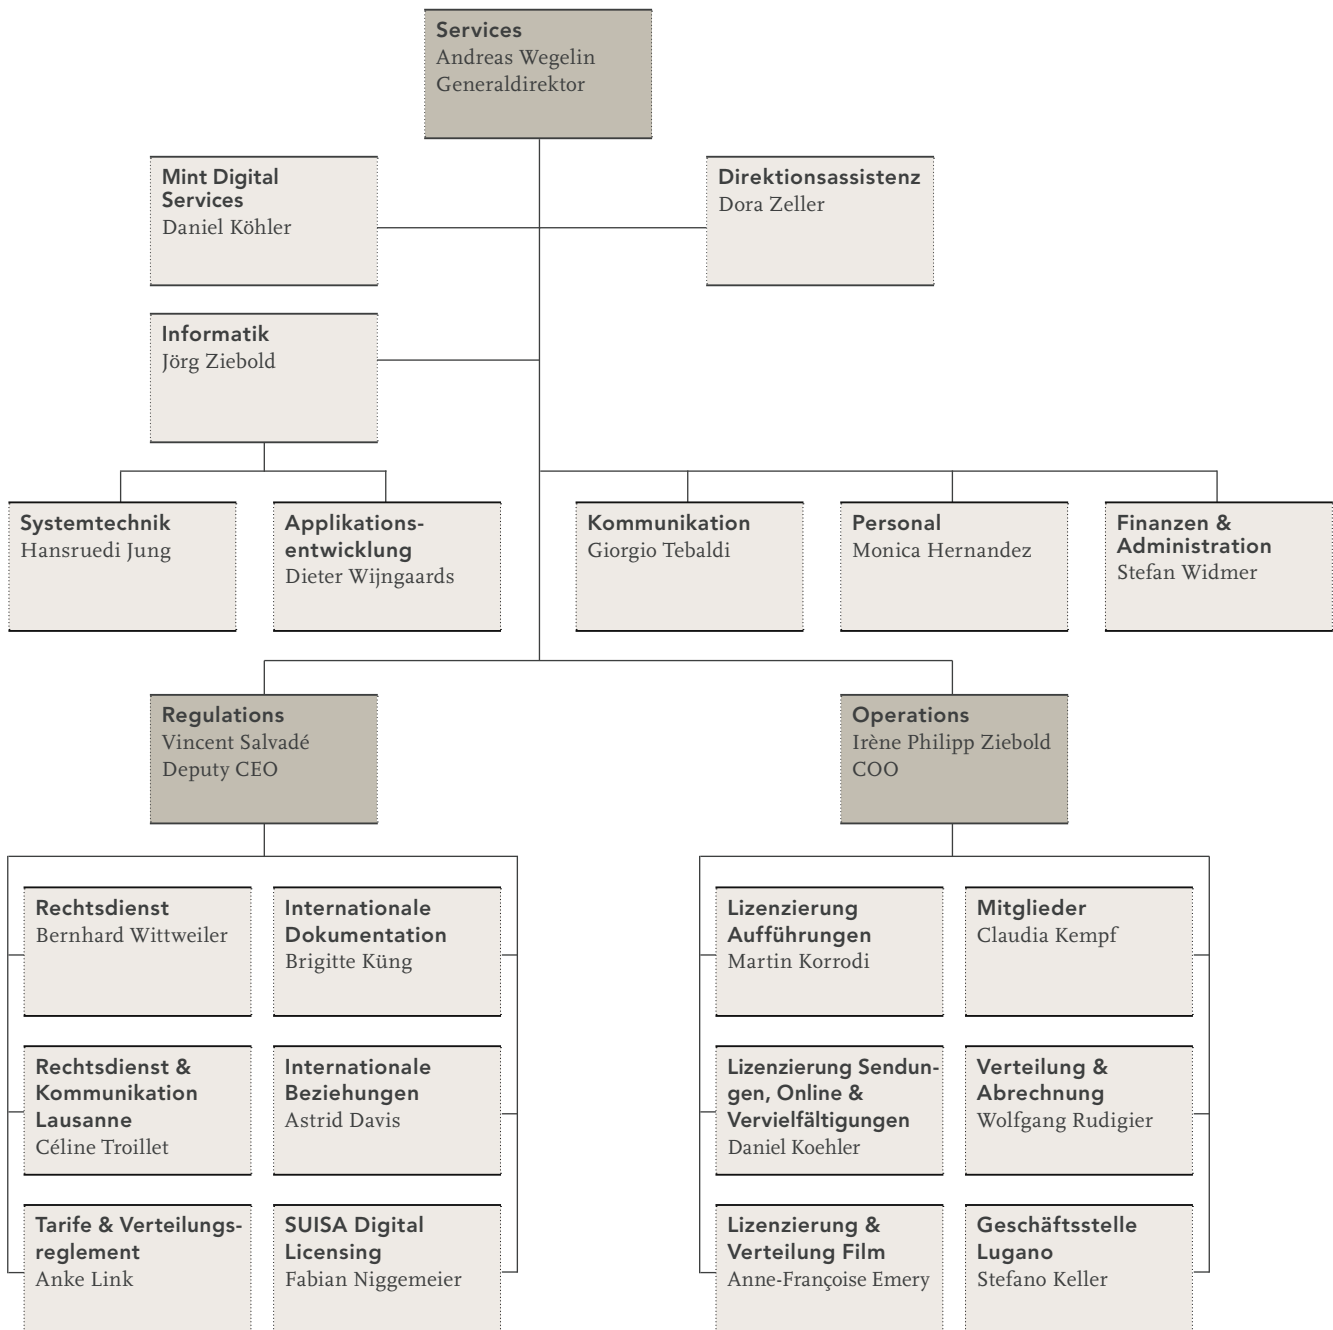 Services
Andreas Wegelin
Generaldirektor
Mint Digital
Services
Daniel Köhler
Direktionsassistenz
Dora Zeller
Informatik
Jörg Ziebold
Systemtechnik
Hansruedi Jung
Applikations-
entwicklung
Dieter Wijngaards
Kommunikation
Giorgio Tebaldi
Personal
Monica Hernandez
Finanzen &
Administration
Stefan Widmer
Regulations
Vincent Salvadé
Deputy CEO
Operations
Irène Philipp Ziebold
COO
Rechtsdienst
Bernhard Wittweiler
Internationale
Dokumentation
Brigitte Küng
Lizenzierung
Aufführungen
Martin Korrodi
Mitglieder
Claudia Kempf
Rechtsdienst &
Kommunikation
Lausanne
Céline Troillet
Internationale
Beziehungen
Astrid Davis
Lizenzierung Sendun-
gen, Online &
Vervielfältigungen
Daniel Koehler
Verteilung &
Abrechnung
Wolfgang Rudigier
Tarife & Verteilungs-
reglement
Anke Link
SUISA Digital
Licensing
Fabian Niggemeier
Lizenzierung &
Verteilung Film
Anne-Françoise Emery
Geschäftsstelle
Lugano
Stefano Keller